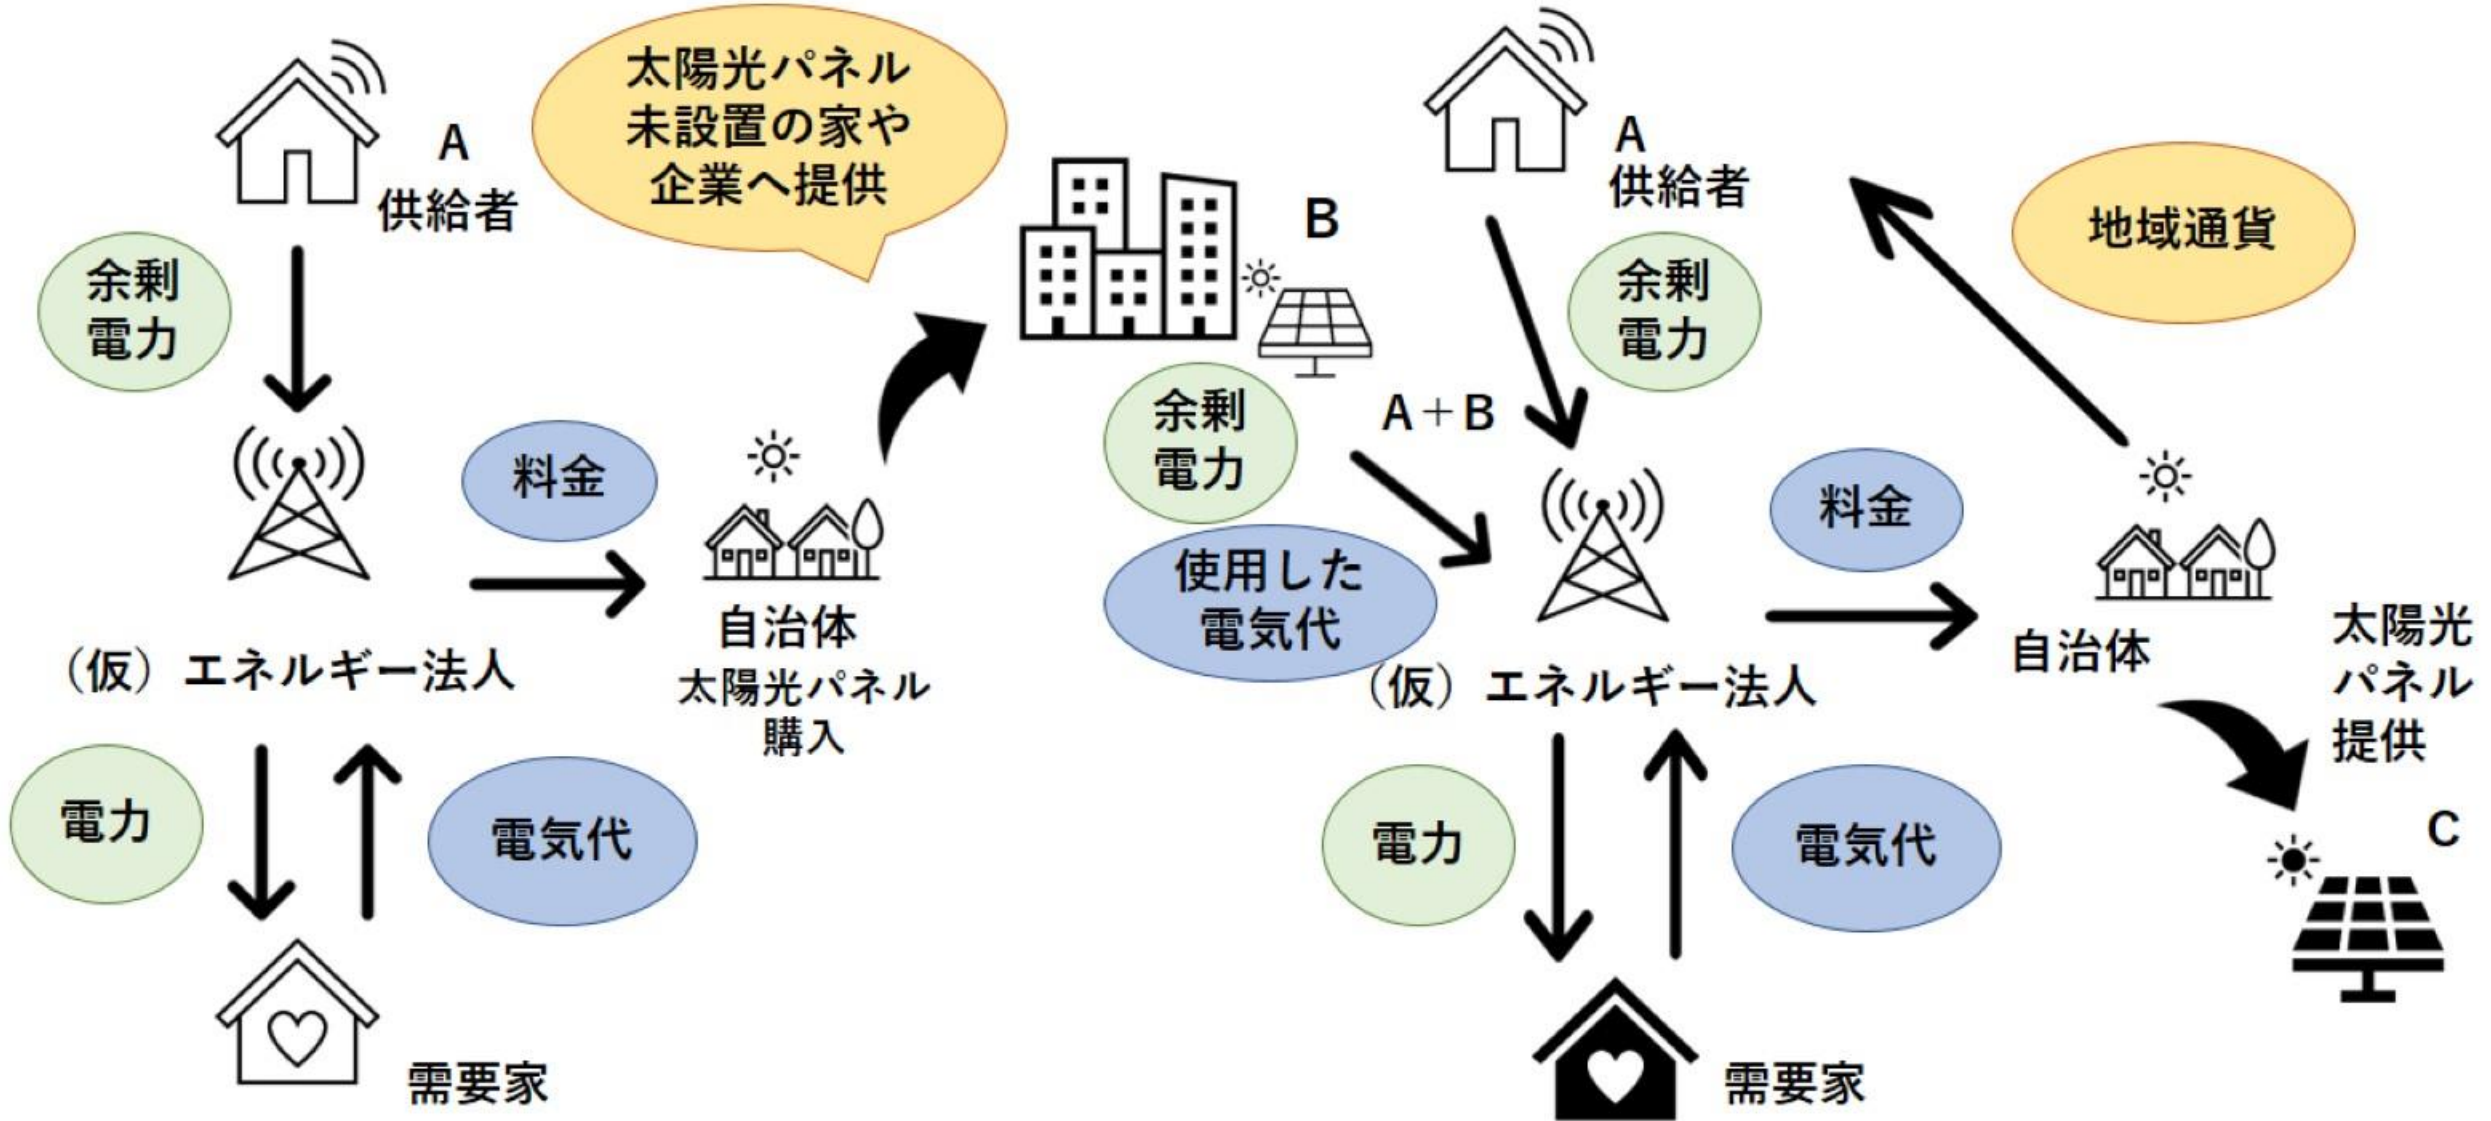 太陽光パネル
未設置の家や
企業へ提供
A
供給者
余剰
電力
料金
自治体
太陽光パネル
購入
（仮）エネルギー法人
電力
電気代
需要家
B
A
供給者
余剰
電力
地域通貨
余剰
電力
A＋B
使用した
電気代
料金
（仮）エネルギー法人
自治体
太陽光
パネル
提供
電力
電気代
C
需要家